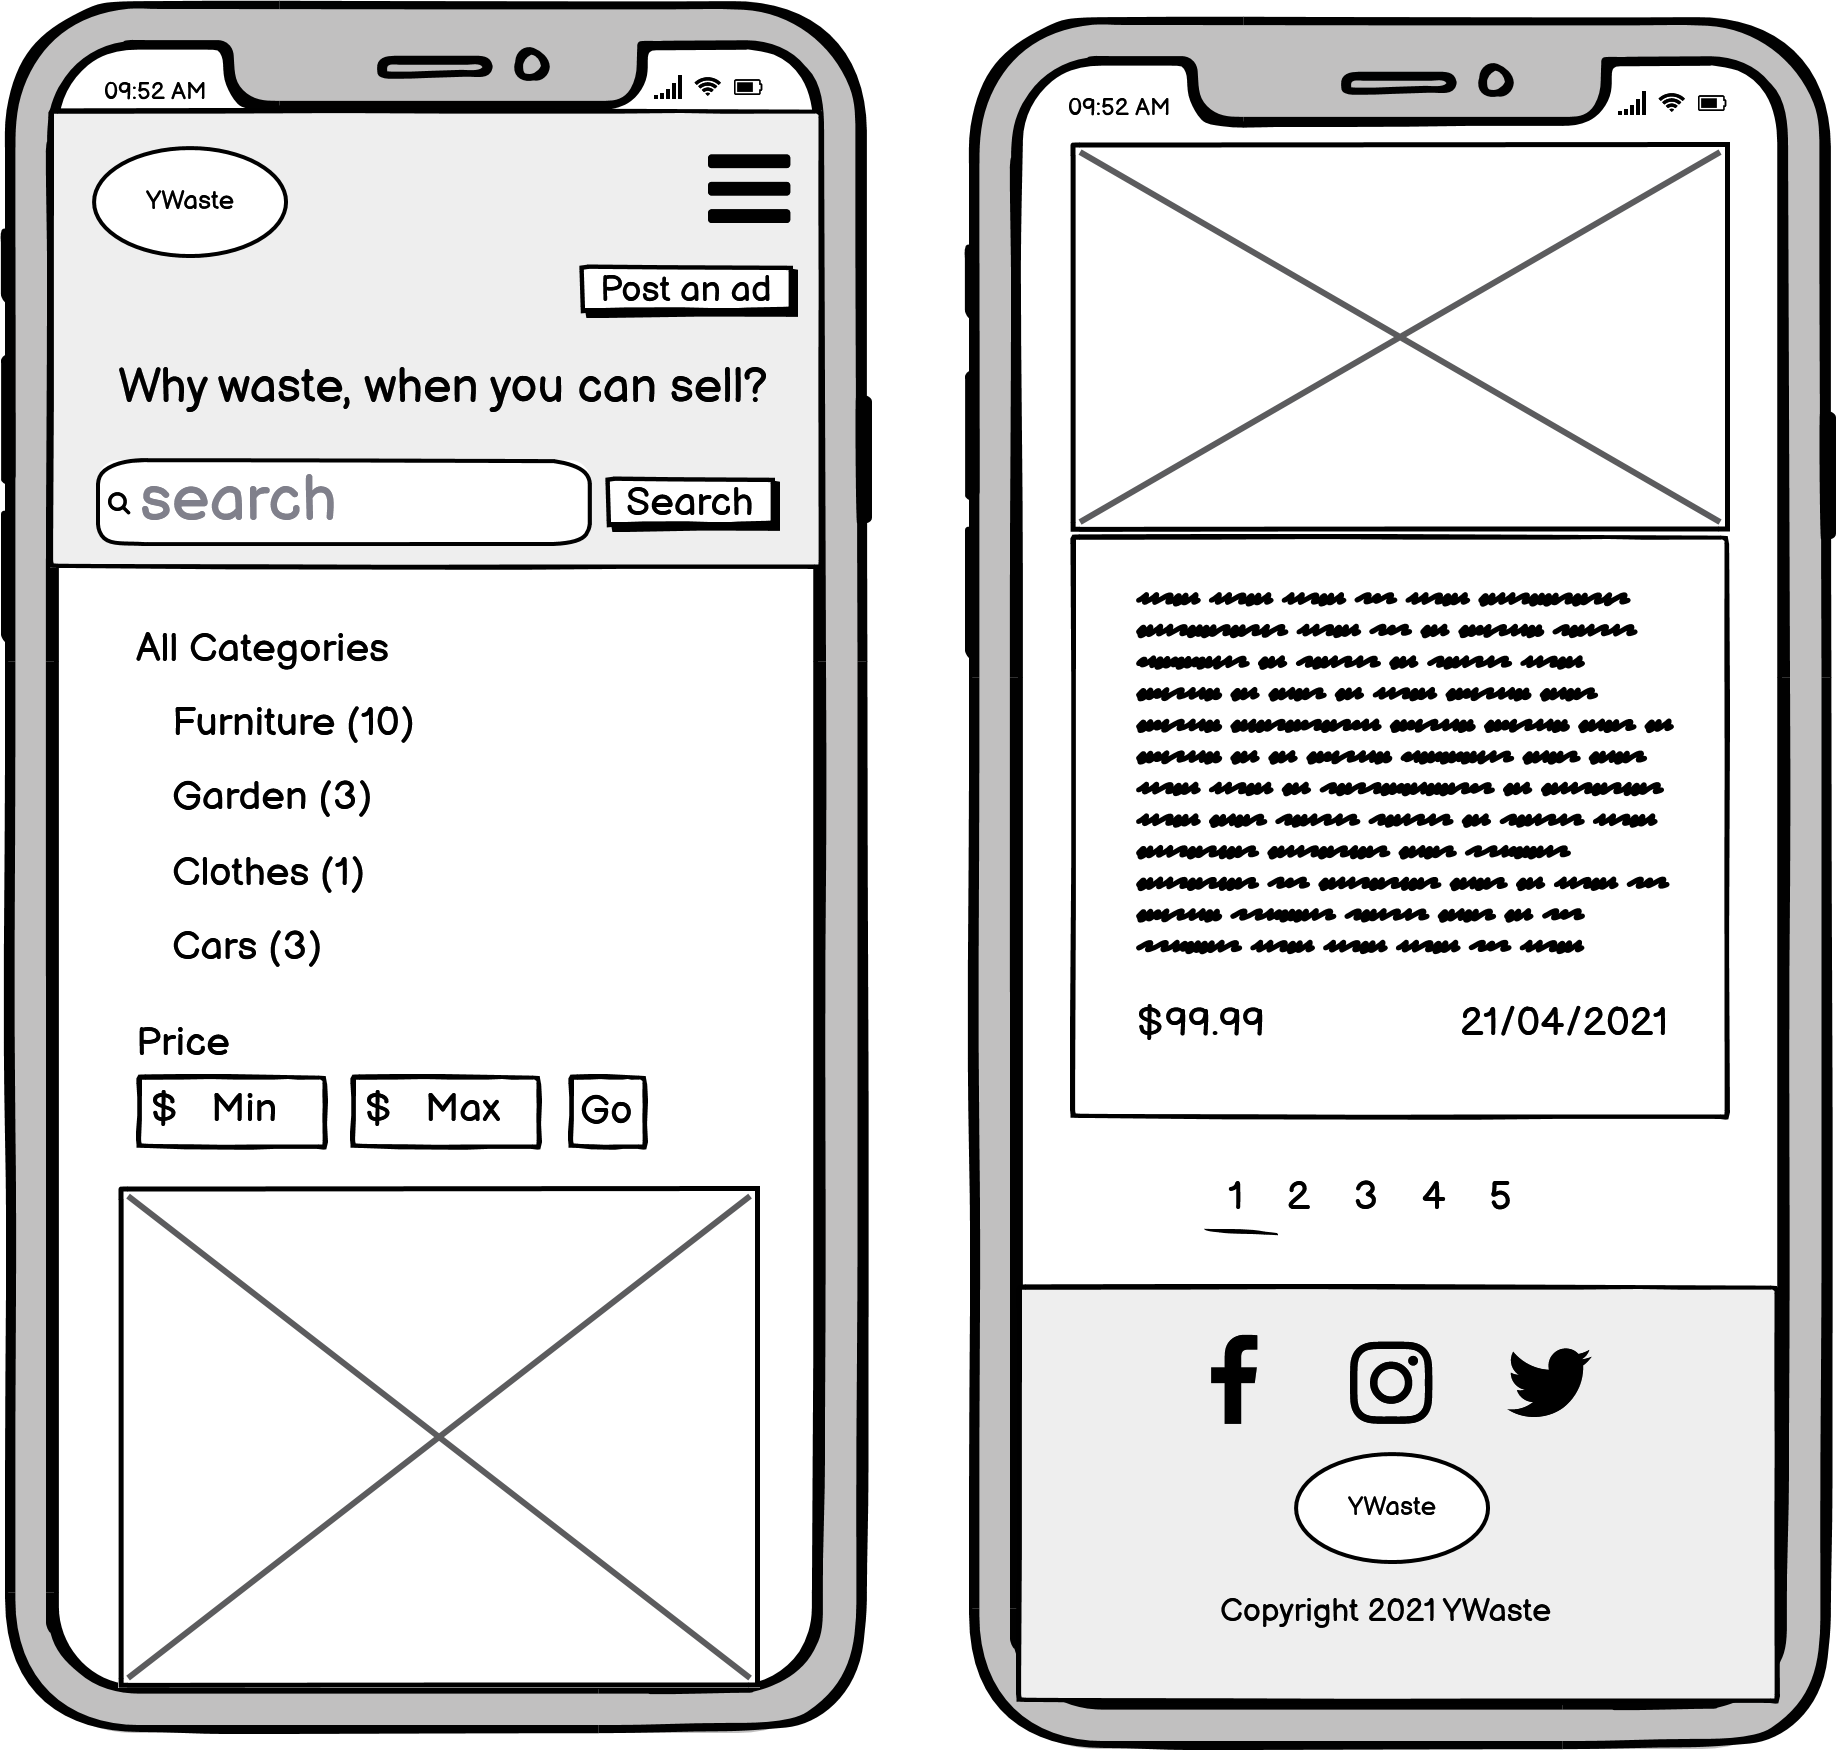 09:52 AM
YWaste
Post an ad
Why waste, when you can sell?
search
Search
All Categories
Furniture (10)
Garden (3)
Clothes (1)
Cars (3)
Price
$ Min
$ Max
Go
09:52 AM
$99.99
21/04/2021
1 2 3 4 5
YWaste
Copyright 2021 YWaste